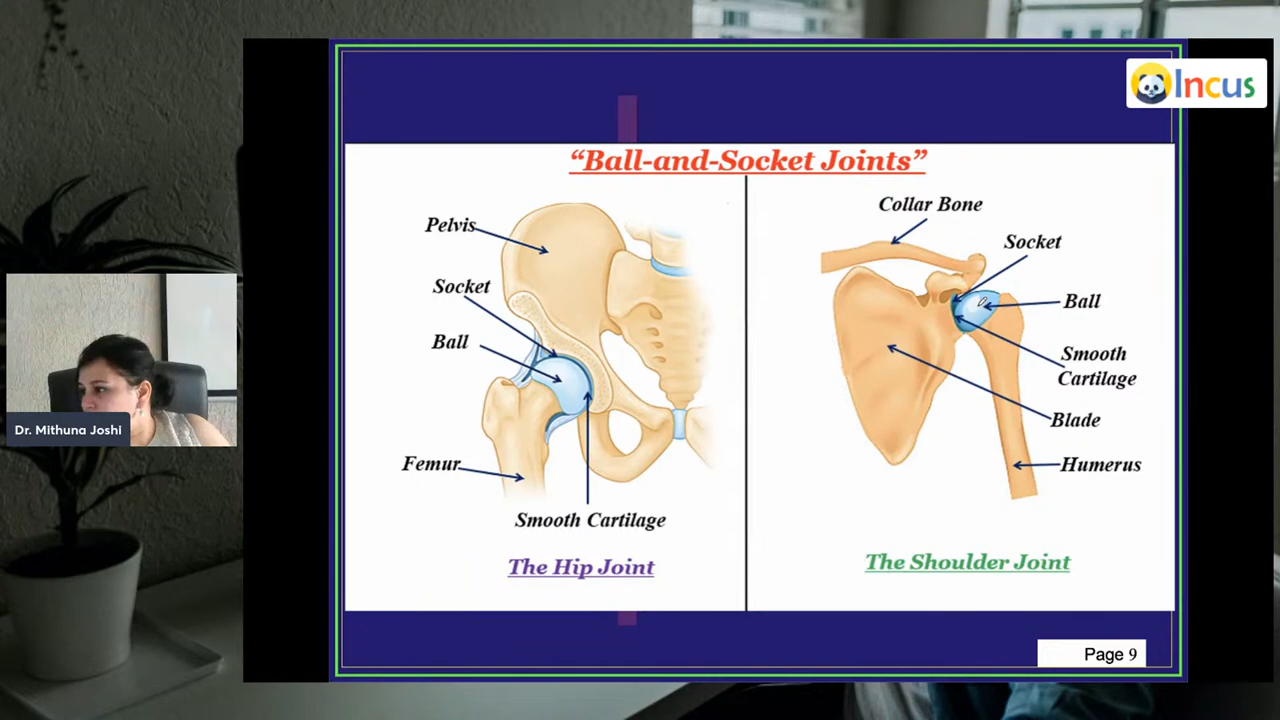 Incus
“Ball-and-Socket Joints”
Pelvis
Socket
Ball
Femur
Smooth Cartilage
The Hip Joint
Collar Bone
Socket
Ball
Smooth
Cartilage
Blade
Humerus
The Shoulder Joint
Dr. Mithuna Joshi
Page 9